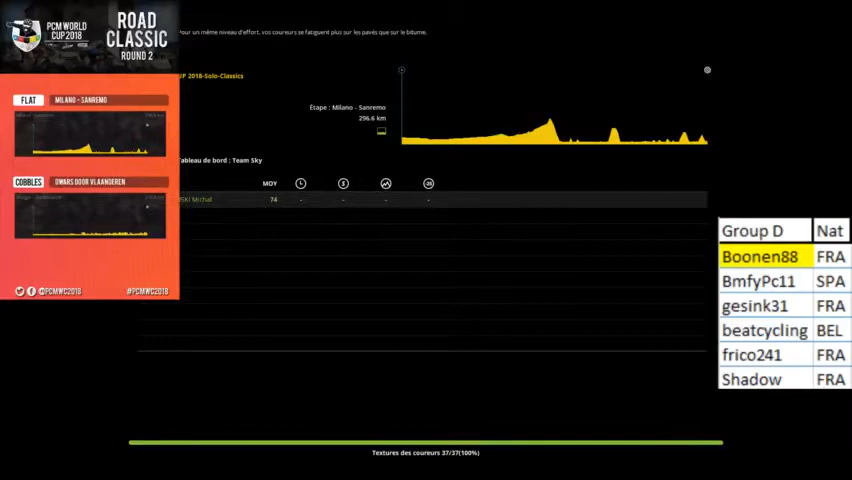 PCM WORLD
CUP 2018
ROAD
CLASSIC
ROUND 2
FLAT
MILANO - SANREMO
COBBLES
DWARS DOOR VLAANDEREN
@PCMWC2018
#PCMWC2018
Pour un même niveau d'effort, vos coureurs se fatiguent plus sur les pavés que sur le bitume.
UP 2018-Solo-Classics
Étape : Milano - Sanremo
296.6 km
Tableau de bord : Team Sky
MOY
SKI Michal 74 - - - -
Group D Nat
Boonen88 FRA
BmfyPc11 SPA
gesink31 FRA
beatcycling BEL
frico241 FRA
Shadow FRA
Textures des coureurs 37/37(100%)